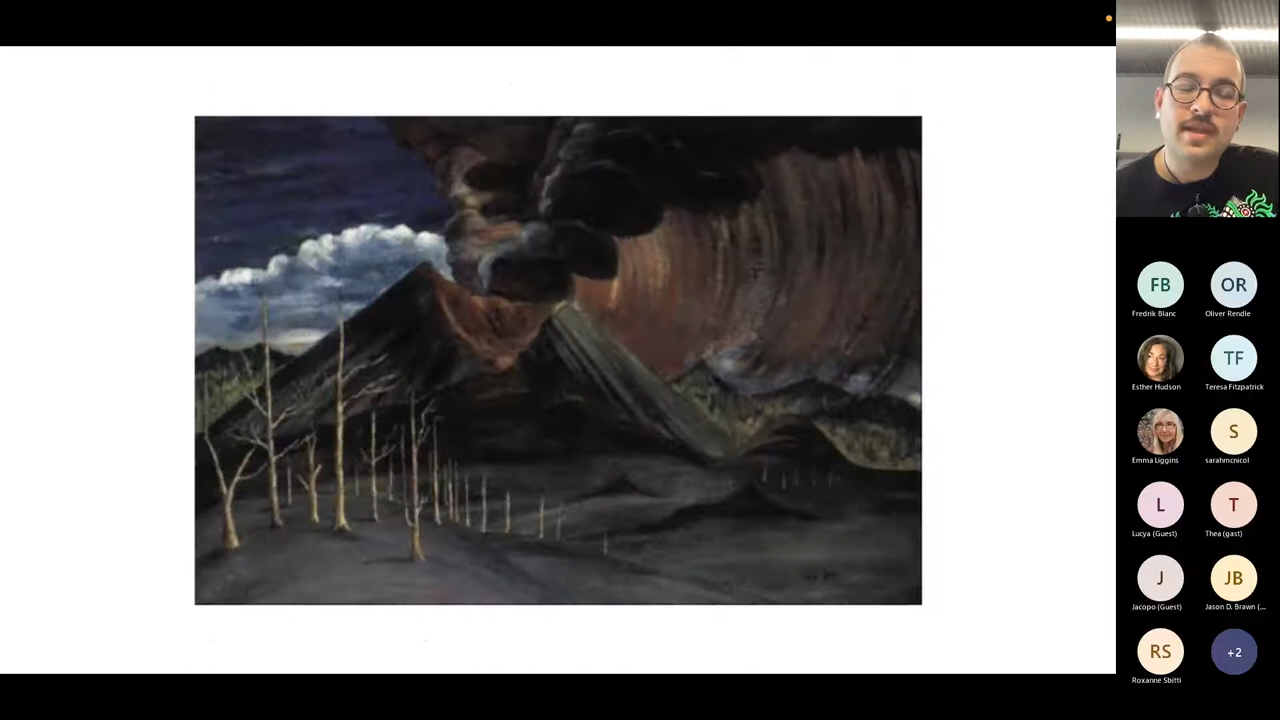 FB
OR
Fredrik Blanc
Oliver Rendle
TF
Esther Hudson
Teresa Fitzpatrick
S
Emma Liggins
sarahmcnicol
L
T
Lucya (Guest)
Thea (gast)
J
JB
Jacopo (Guest)
Jason D. Brawn (...
RS
+2
Roxanne Sbitti